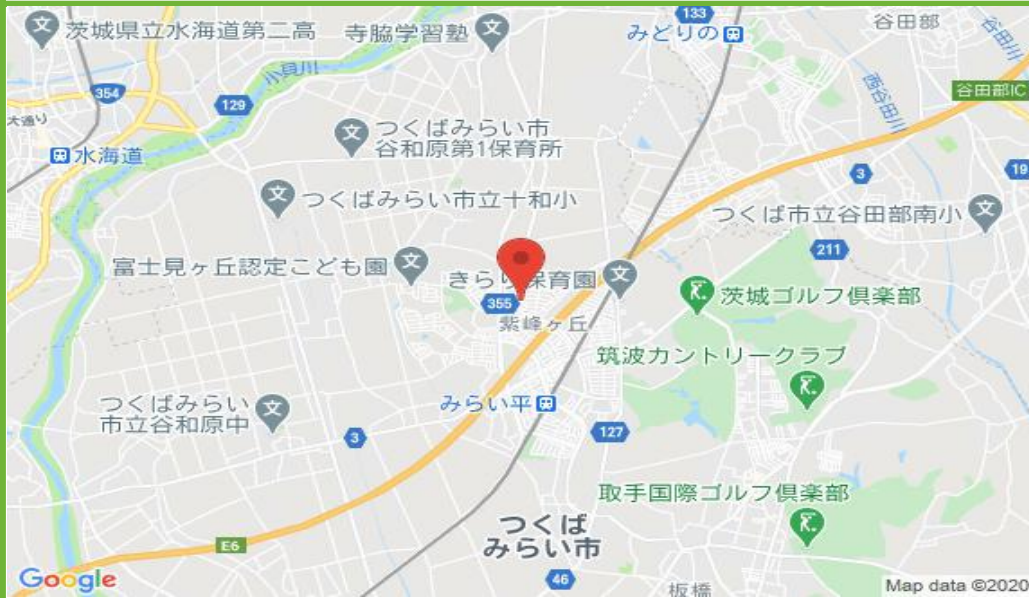 133
谷田部
茨城県立水海道第二高
寺脇学習塾
みどりの
谷田川
小貝川
西谷田川
354
129
谷田部IC
大通り
つくばみらい市
谷和原第1保育所
水海道
3
19
つくばみらい市立十和小
つくば市立谷田部南小
211
富士見ヶ丘認定こども園
きらり保育園
355
茨城ゴルフ倶楽部
紫峰ヶ丘
筑波カントリークラブ
つくばみらい
市立谷和原中
みらい平
3
127
取手国際ゴルフ倶楽部
つくば
みらい市
E6
46
板橋
Google
Map data ©2020